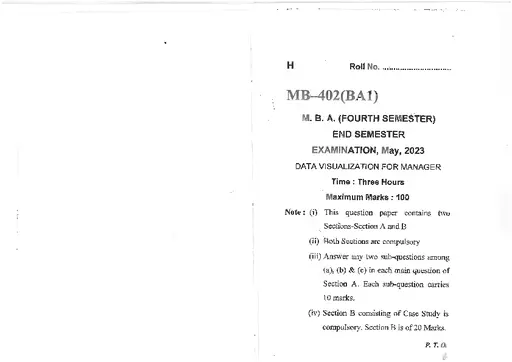 H Roll No. ..............................
MB-402(BA1)
M. B. A. (FOURTH SEMESTER)
END SEMESTER
EXAMINATION, May, 2023
DATA VISUALIZATION FOR MANAGER
Time : Three Hours
Maximum Marks : 100
Note : (i) This question paper contains two
Sections-Section A and B
(ii) Both Sections are compulsory
(iii) Answer any two sub-questions among
(a), (b) & (c) in each main question of
Section A. Each sub-question carries
10 marks.
(iv) Section B consisting of Case Study is
compulsory. Section B is of 20 Marks.
P. T. O.